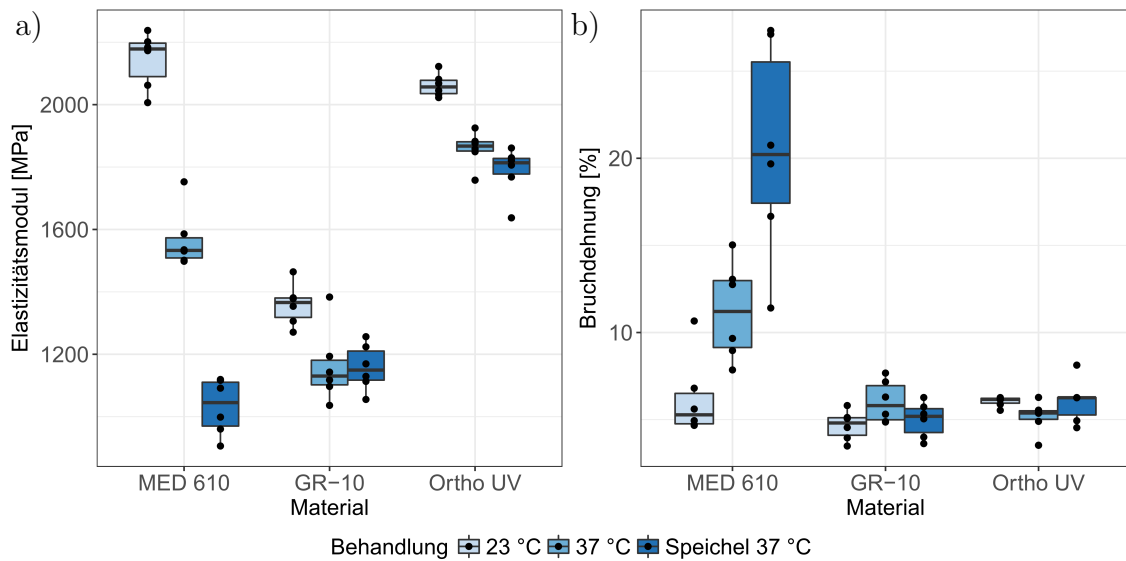 a)
Elastizitätsmodul [MPa]
2000
1600
1200
MED 610 GR−10 Ortho UV
Material
b)
Bruchdehnung [%]
20
10
MED 610 GR−10 Ortho UV
Material
Behandlung 23 °C 37 °C Speichel 37 °C